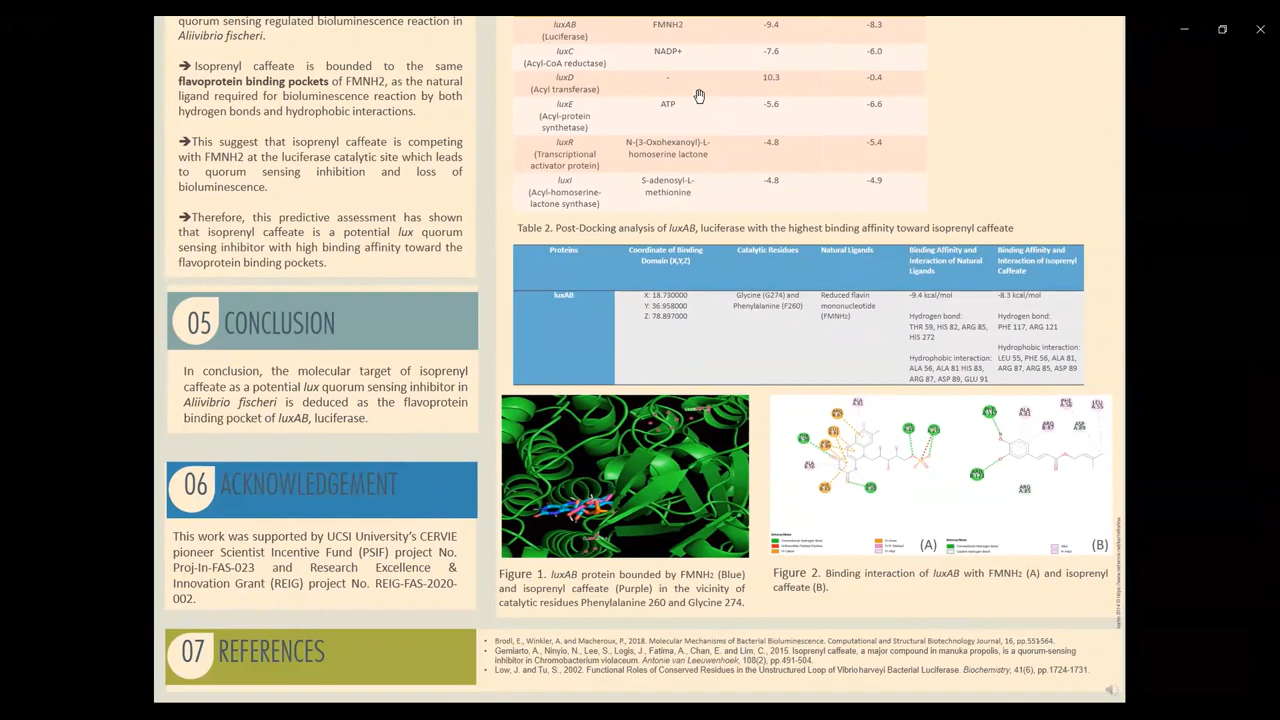 quorum sensing regulated bioluminescence reaction in
Aliivibrio fischeri.
➔ Isoprenyl caffeate is bounded to the same
flavoprotein binding pockets of FMNH2, as the natural
ligand required for bioluminescence reaction by both
hydrogen bonds and hydrophobic interactions.
➔This suggest that isoprenyl caffeate is competing
with FMNH2 at the luciferase catalytic site which leads
to quorum sensing inhibition and loss of
bioluminescence.
➔Therefore, this predictive assessment has shown
that isoprenyl caffeate is a potential lux quorum
sensing inhibitor with high binding affinity toward the
flavoprotein binding pockets.
05 CONCLUSION
In conclusion, the molecular target of isoprenyl
caffeate as a potential lux quorum sensing inhibitor in
Aliivibrio fischeri is deduced as the flavoprotein
binding pocket of luxAB, luciferase.
06 ACKNOWLEDGEMENT
This work was supported by UCSI University's CERVIE
pioneer Scientist Incentive Fund (PSIF) project No:
Proj-In-FAS-023 and Research Excellence &
Innovation Grant (REIG) project No. REIG-FAS-2020-
002.
07 REFERENCES
luxAB FMNH2 -9.4 -8.3
(Luciferase)
luxC NADP+ -7.6 -6.0
(Acyl-CoA reductase)
luxD - 10.3 -0.4
(Acyl transferase)
luxE ATP -5.6 -6.6
(Acyl-protein
synthetase)
luxR N-(3-Oxohexanoyl)-L- -4.8 -5.4
(Transcriptional homoserine lactone
activator protein)
luxI S-adenosyl-L- -4.8 -4.9
(Acyl-homoserine- methionine
lactone synthase)
Table 2. Post-Docking analysis of luxAB, luciferase with the highest binding affinity toward isoprenyl caffeate
Proteins Coordinate of Binding Catalytic Residues Natural Ligands Binding Affinity and Binding Affinity and
Domain (X,Y,Z) Interaction of Natural Interaction of Isoprenyl
Ligands Caffeate
luxAB X: 18.730000 Glycine (G274) and Reduced flavin -9.4 kcal/mol -8.3 kcal/mol
Y: 36.958000 Phenylalanine (F260) mononucleotide
Z: 78.897000 (FMNH2) Hydrogen bond: Hydrogen bond:
THR 59, HIS 82, ARG 85, PHE 117, ARG 121
HIS 272
Hydrophobic interaction:
Hydrophobic interaction: LEU 55, PHE 56, ALA 81,
ALA 56, ALA 81 HIS 83, ARG 87, ARG 85, ASP 89
ARG 87, ASP 89, GLU 91
(A)
(B)
Figure 1. luxAB protein bounded by FMNH2 (Blue)
and isoprenyl caffeate (Purple) in the vicinity of
catalytic residues Phenylalanine 260 and Glycine 274.
Figure 2. Binding interaction of luxAB with FMNH2 (A) and isoprenyl
caffeate (B).
• Brodl, E., Winkler, A. and Macheroux, P., 2018. Molecular Mechanisms of Bacterial Bioluminescence. Computational and Structural Biotechnology Journal, 16, pp.551-564.
• Gemiarto, A., Ninyio, N., Lee, S., Logis, J., Fatima, A., Chan, E. and Lim, C., 2015. Isoprenyl caffeate, a major compound in manuka propolis, is a quorum-sensing
inhibitor in Chromobacterium violaceum. Antonie van Leeuwenhoek, 108(2), pp.491-504.
• Low, J. and Tu, S., 2002. Functional Roles of Conserved Residues in the Unstructured Loop of Vibrio harveyi Bacterial Luciferase. Biochemistry, 41(6), pp.1724-1731.